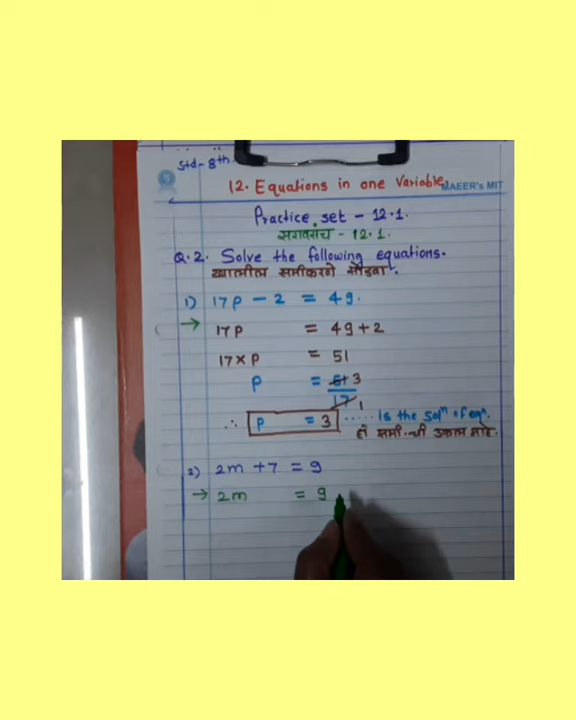 Std-8th.
12. Equations in one Variable.
MAEER's MIT
Practice set - 12.1.
सरावसंच - 12.1.
Q.2. Solve the following equations.
खालील समीकरणे सोडवा.
1) 17p - 2 = 49.
→ 17p = 49+2
17×p = 51
p = 51 3
17 1
∴ p = 3 ..... is the solⁿ of eqⁿ.
ही समी. ची उकल आहे.
2) 2m +7 = 9
→ 2m = 9